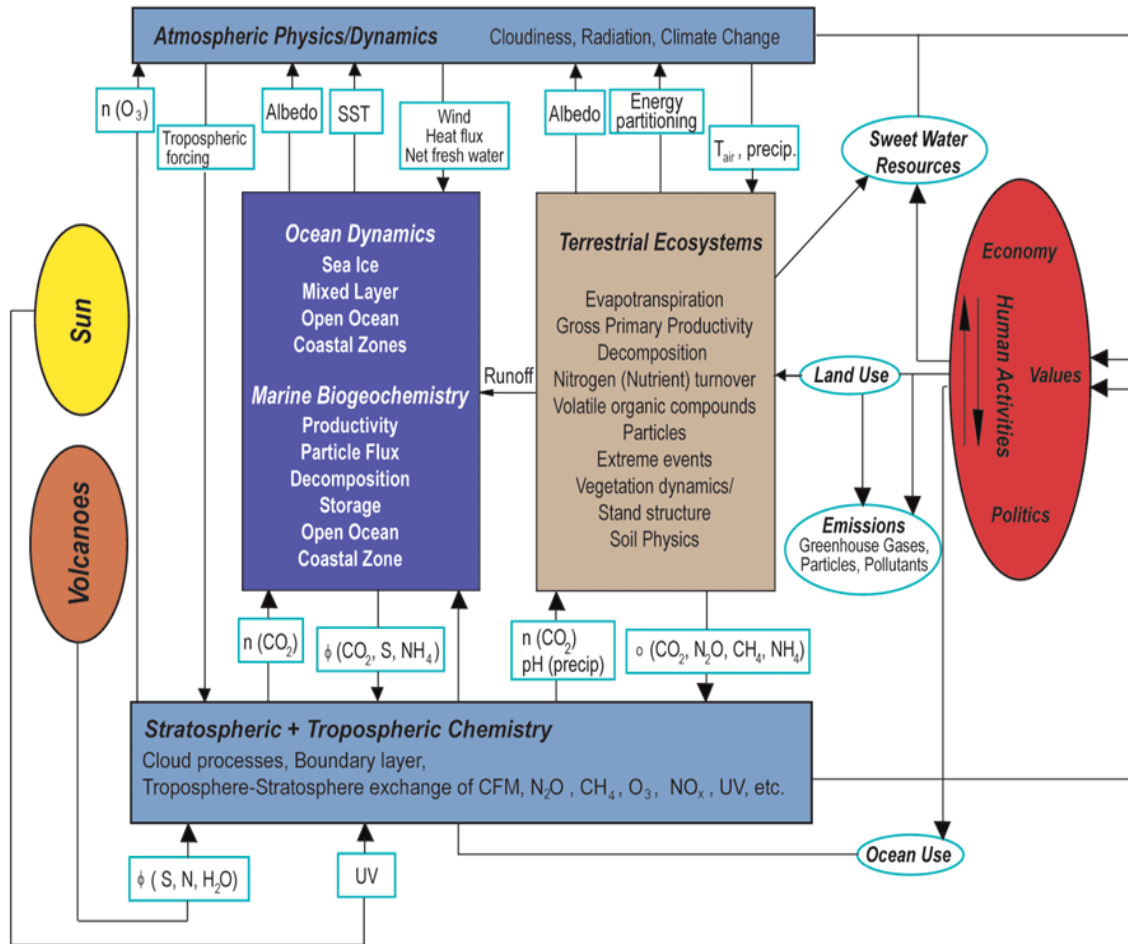 Atmospheric Physics/Dynamics Cloudiness, Radiation, Climate Change
n (O₃)
Tropospheric
forcing
Albedo
SST
Wind
Heat flux
Net fresh water
Albedo
Energy
partitioning
T air , precip.
Sweet Water
Resources
Sun
Volcanoes
Ocean Dynamics
Sea Ice
Mixed Layer
Open Ocean
Coastal Zones
Marine Biogeochemistry
Productivity
Particle Flux
Decomposition
Storage
Open Ocean
Coastal Zone
Runoff
Terrestrial Ecosystems
Evapotranspiration
Gross Primary Productivity
Decomposition
Nitrogen (Nutrient) turnover
Volatile organic compounds
Particles
Extreme events
Vegetation dynamics/
Stand structure
Soil Physics
Land Use
Emissions
Greenhouse Gases,
Particles, Pollutants
Economy
Human Activities
Values
Politics
n (CO₂)
ϕ (CO₂, S, NH₄)
n (CO₂)
pH (precip)
o (CO₂, N₂O, CH₄, NH₄)
Stratospheric + Tropospheric Chemistry
Cloud processes, Boundary layer,
Troposphere-Stratosphere exchange of CFM, N₂O , CH₄, O₃, NOₓ , UV, etc.
ϕ ( S, N, H₂O)
UV
Ocean Use